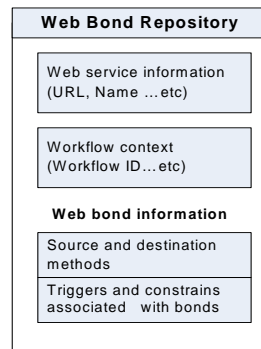 Web Bond Repository
Web service information
(URL, Name ...etc)
Workflow context
(Workflow ID...etc)
Web bond information
Source and destination
methods
Triggers and constrains
associated with bonds